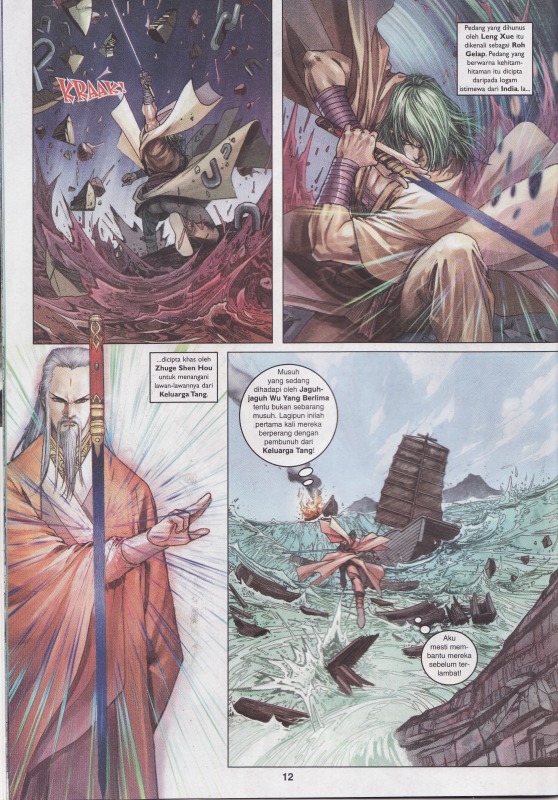 KRAAK!
Pedang yang dihunus
oleh Leng Xue itu
dikenali sebagai Roh
Gelap. Pedang yang
berwarna kehitam-
hitaman itu dicipta
daripada logam
istimewa dari India. Ia...
...dicipta khas oleh
Zhuge Shen Hou
untuk menangani
lawan-lawannya dari
Keluarga Tang.
Musuh
yang sedang
dihadapi oleh Jaguh-
jaguh Wu Yang Berlima
tentu bukan sebarang
musuh. Lagipun inilah
pertama kali mereka
berperang dengan
pembunuh dari
Keluarga Tang!
Aku
mesti mem-
bantu mereka
sebelum ter-
lambat!
12